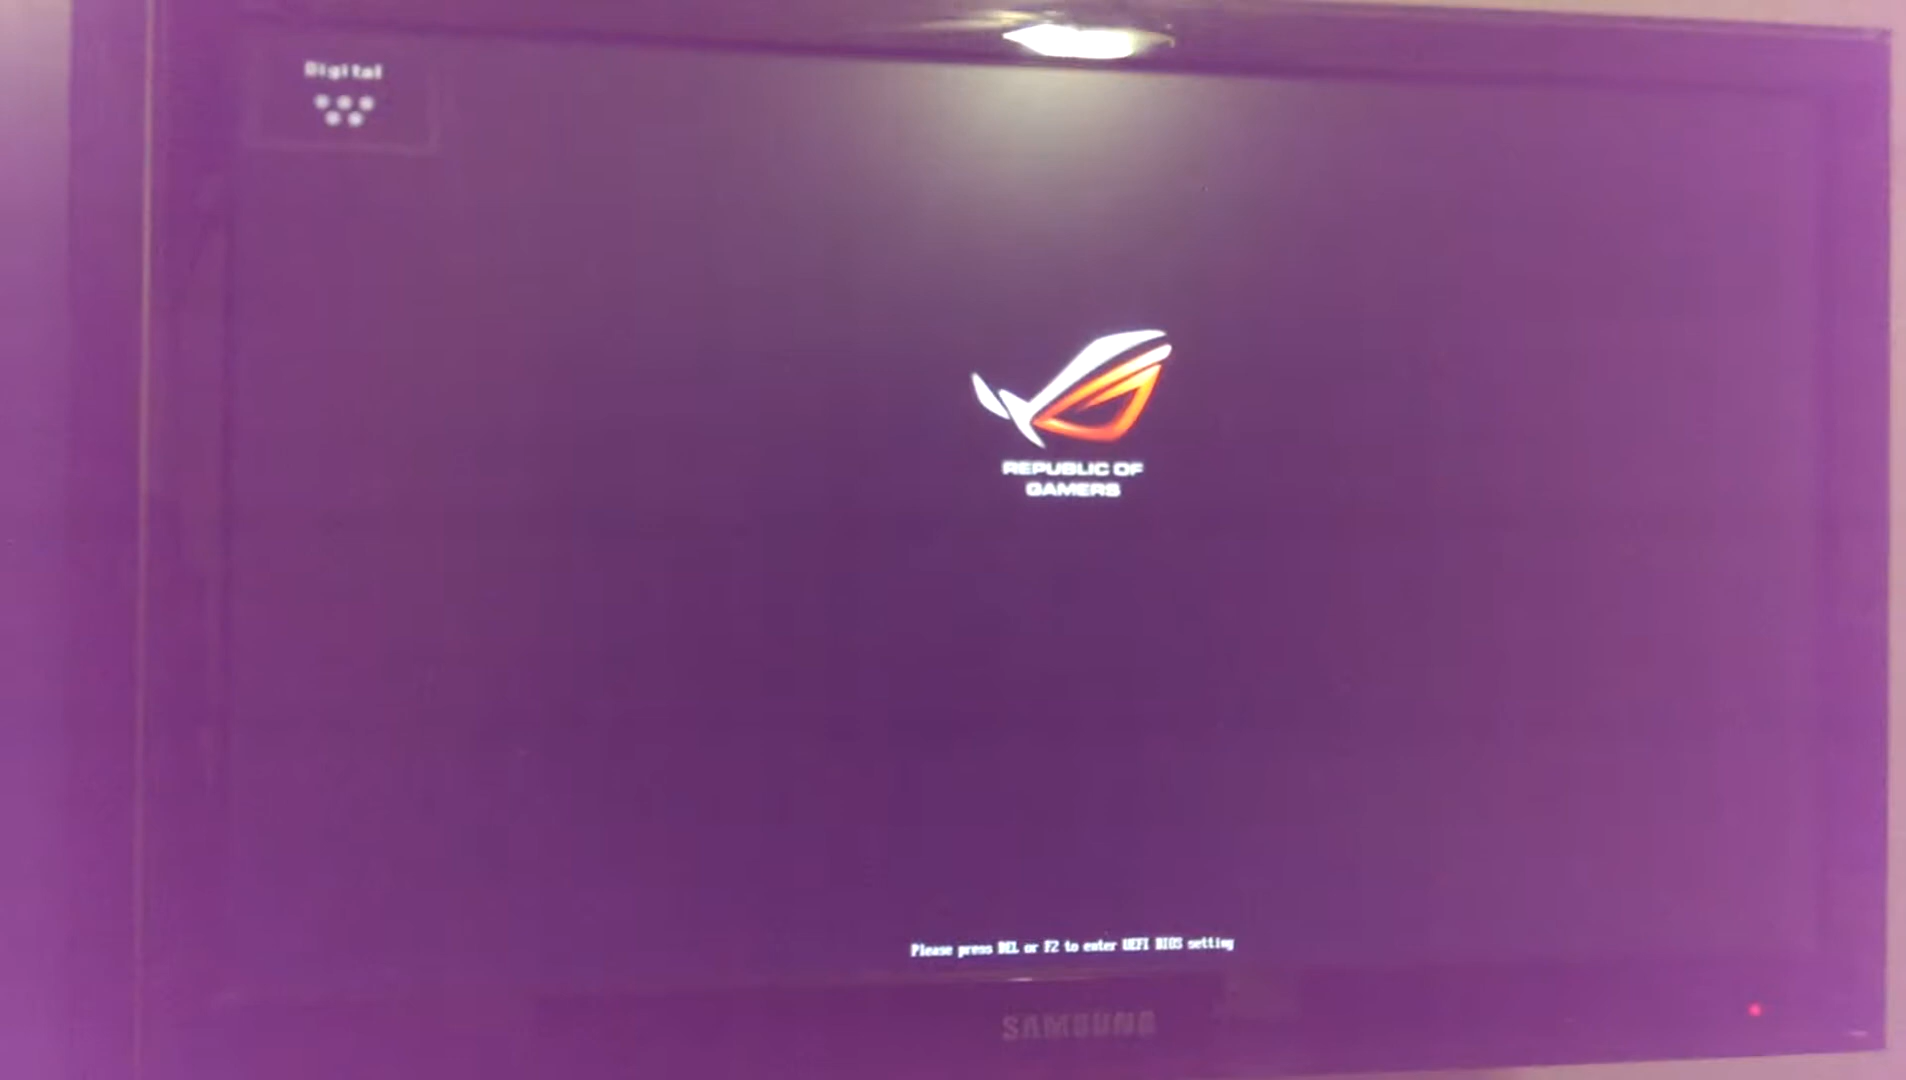 Digital
REPUBLIC OF
GAMERS
Please press DEL or F2 to enter UEFI BIOS setting
SAMSUNG